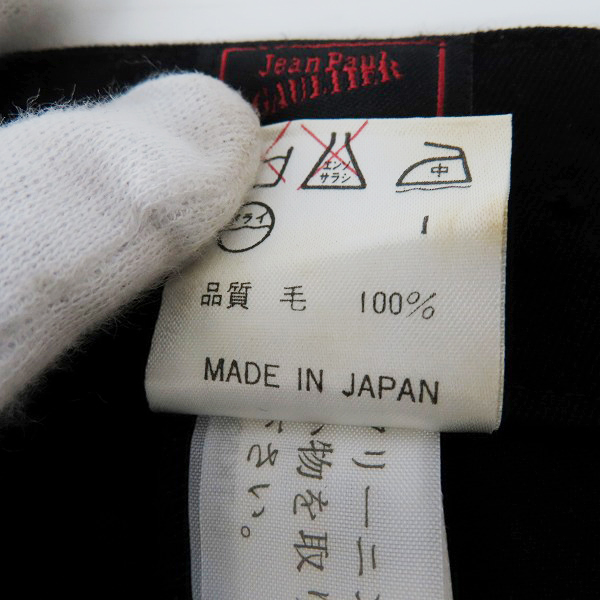 Jean Paul
GAULTIER
エンソ
サラシ
中
ドライ
1
品質 毛 100%
MADE IN JAPAN
クリーニ
物を取
さい。